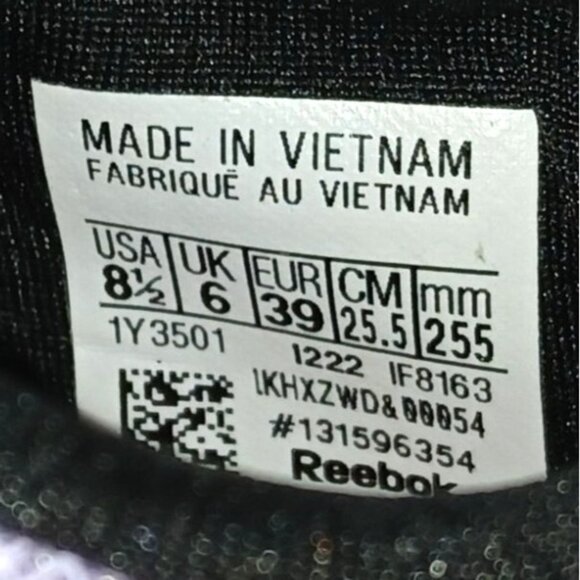 MADE IN VIETNAM
FABRIQUÉ AU VIETNAM
USA UK EUR CM mm
8½ 6 39 25.5 255
1Y3501 1222 IF8163
1KHXZWD&00054
#131596354
Reebok